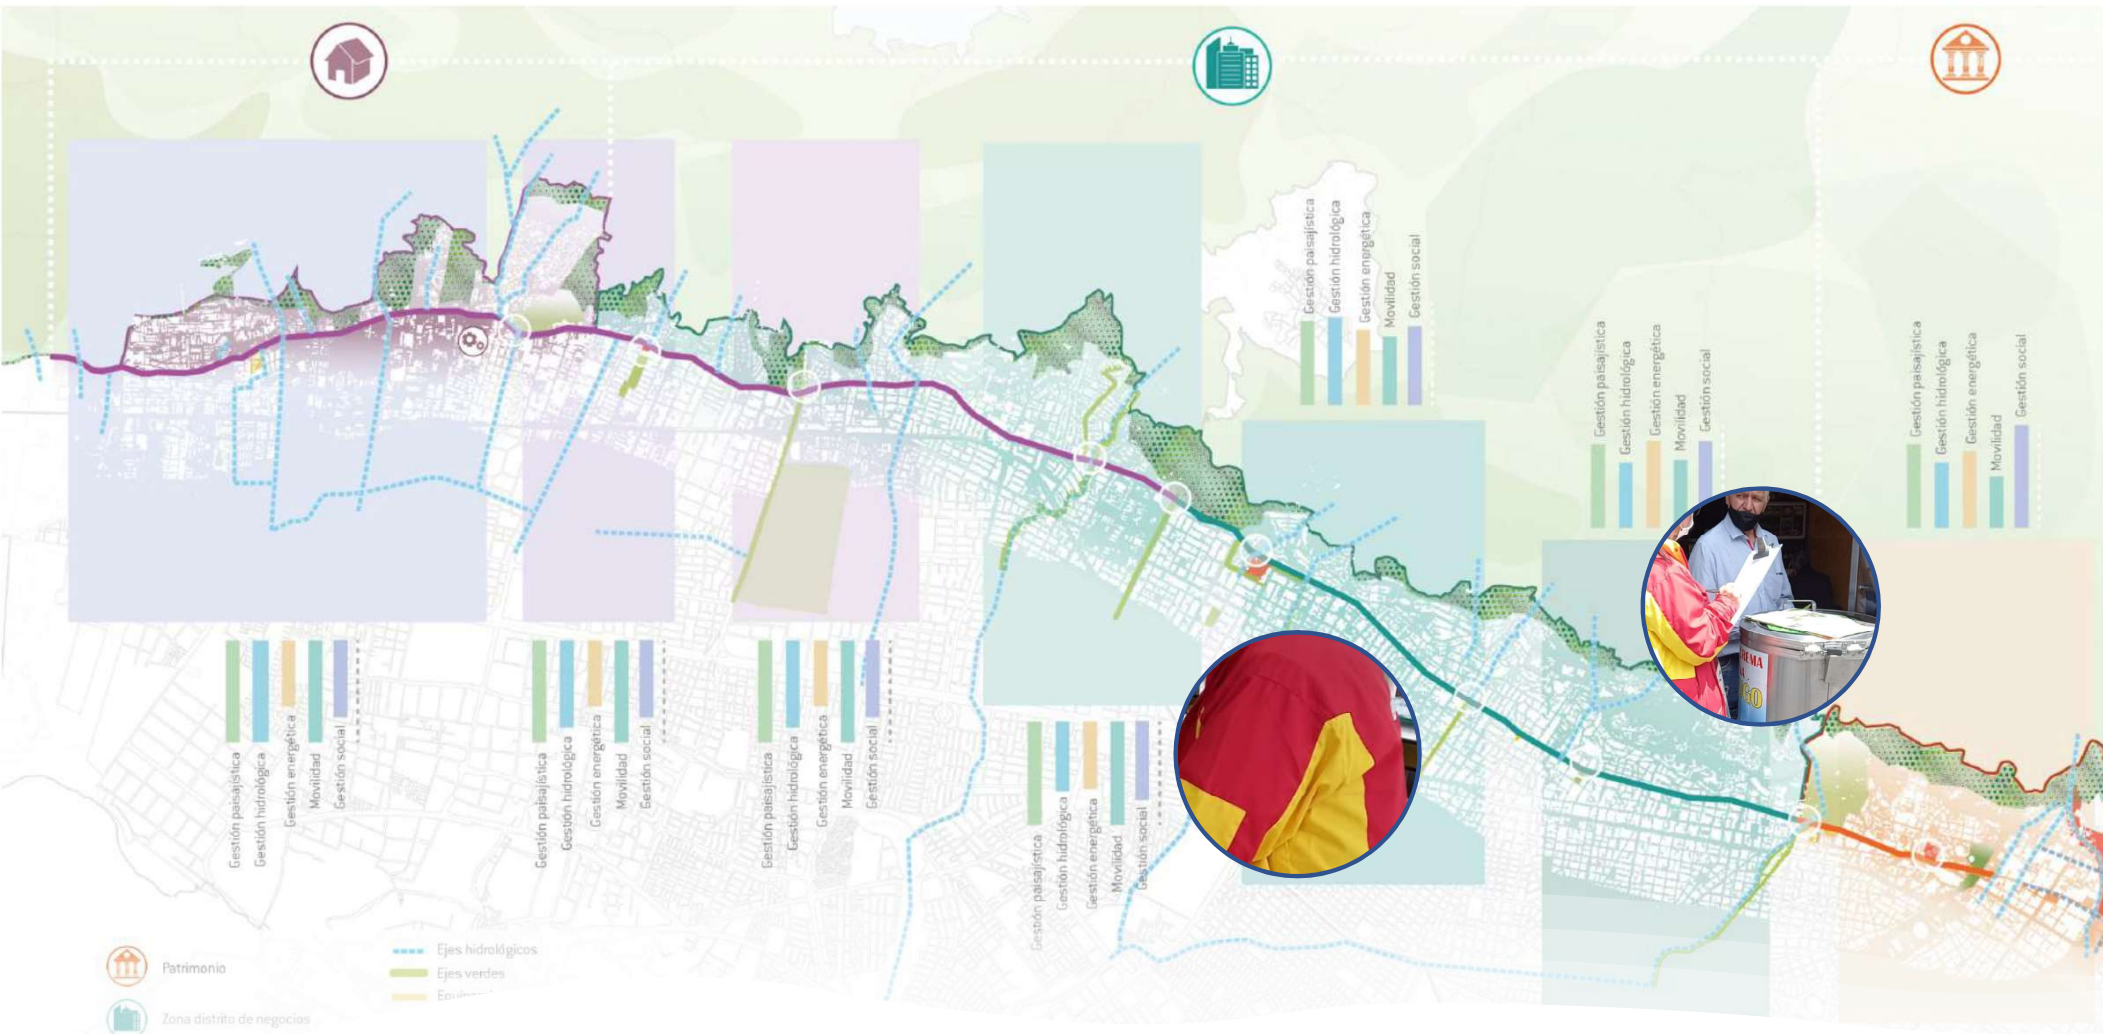 Gestión paisajística
Gestión hidrológica
Gestión energética
Movilidad
Gestión social
Gestión paisajística
Gestión hidrológica
Gestión energética
Movilidad
Gestión social
Gestión paisajística
Gestión hidrológica
Gestión energética
Movilidad
Gestión social
Gestión paisajística
Gestión hidrológica
Gestión energética
Movilidad
Gestión social
Gestión paisajística
Gestión hidrológica
Gestión energética
Movilidad
Gestión social
Gestión paisajística
Gestión hidrológica
Gestión energética
Movilidad
Gestión social
Gestión paisajística
Gestión hidrológica
Gestión energética
Movilidad
Gestión social
Patrimonio
Zona distrito de negocios
Ejes hidrológicos
Ejes verdes